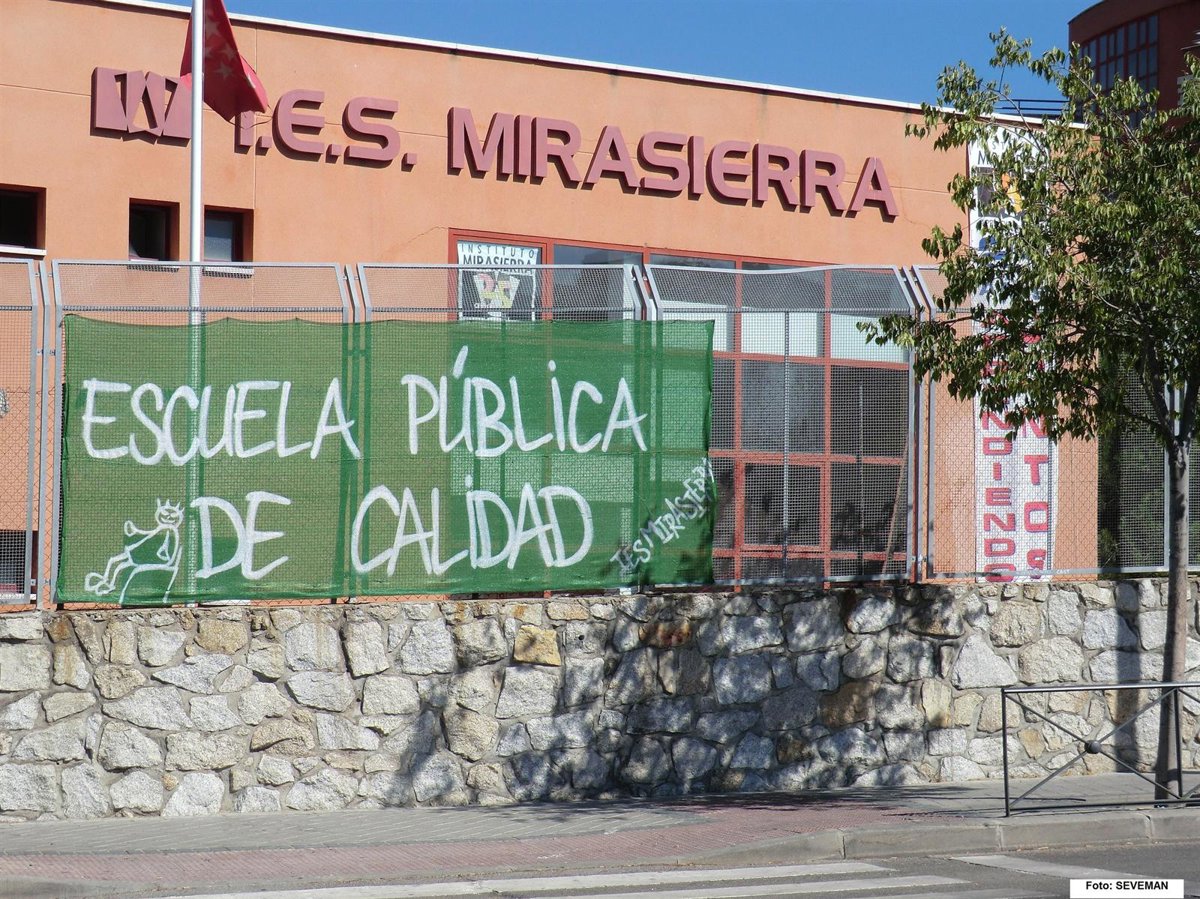 I.E.S. MIRASIERRA
INSTITUTO
MIRASIERRA
ESCUELA PÚBLICA
DE CALIDAD
IES MIRASIERRA
Foto: SEVEMAN